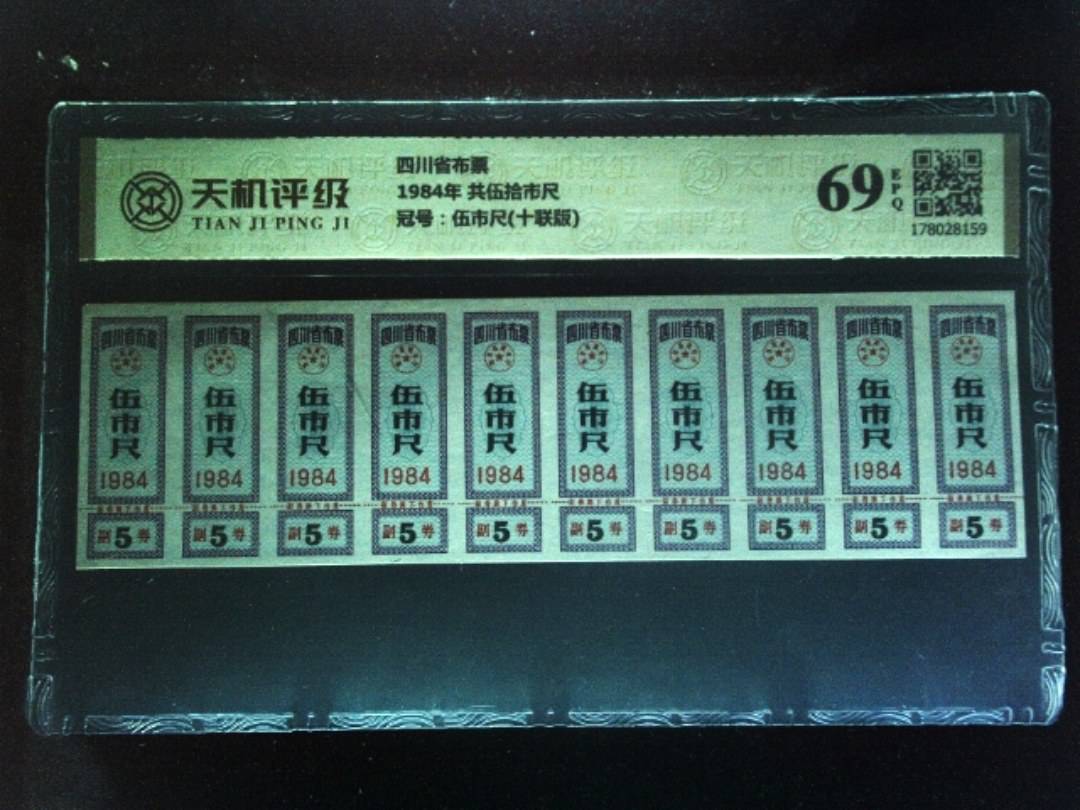 天机评级
TIAN JI PING JI
四川省布票
1984年 共伍拾市尺
冠号：伍市尺(十联版)
69
EPQ
178028159
四川省布票 四川省布票 四川省布票 四川省布票 四川省布票 四川省布票 四川省布票 四川省布票 四川省布票 四川省布票
伍市尺 伍市尺 伍市尺 伍市尺 伍市尺 伍市尺 伍市尺 伍市尺 伍市尺 伍市尺
1984 1984 1984 1984 1984 1984 1984 1984 1984 1984
副5券 副5券 副5券 副5券 副5券 副5券 副5券 副5券 副5券 副5券